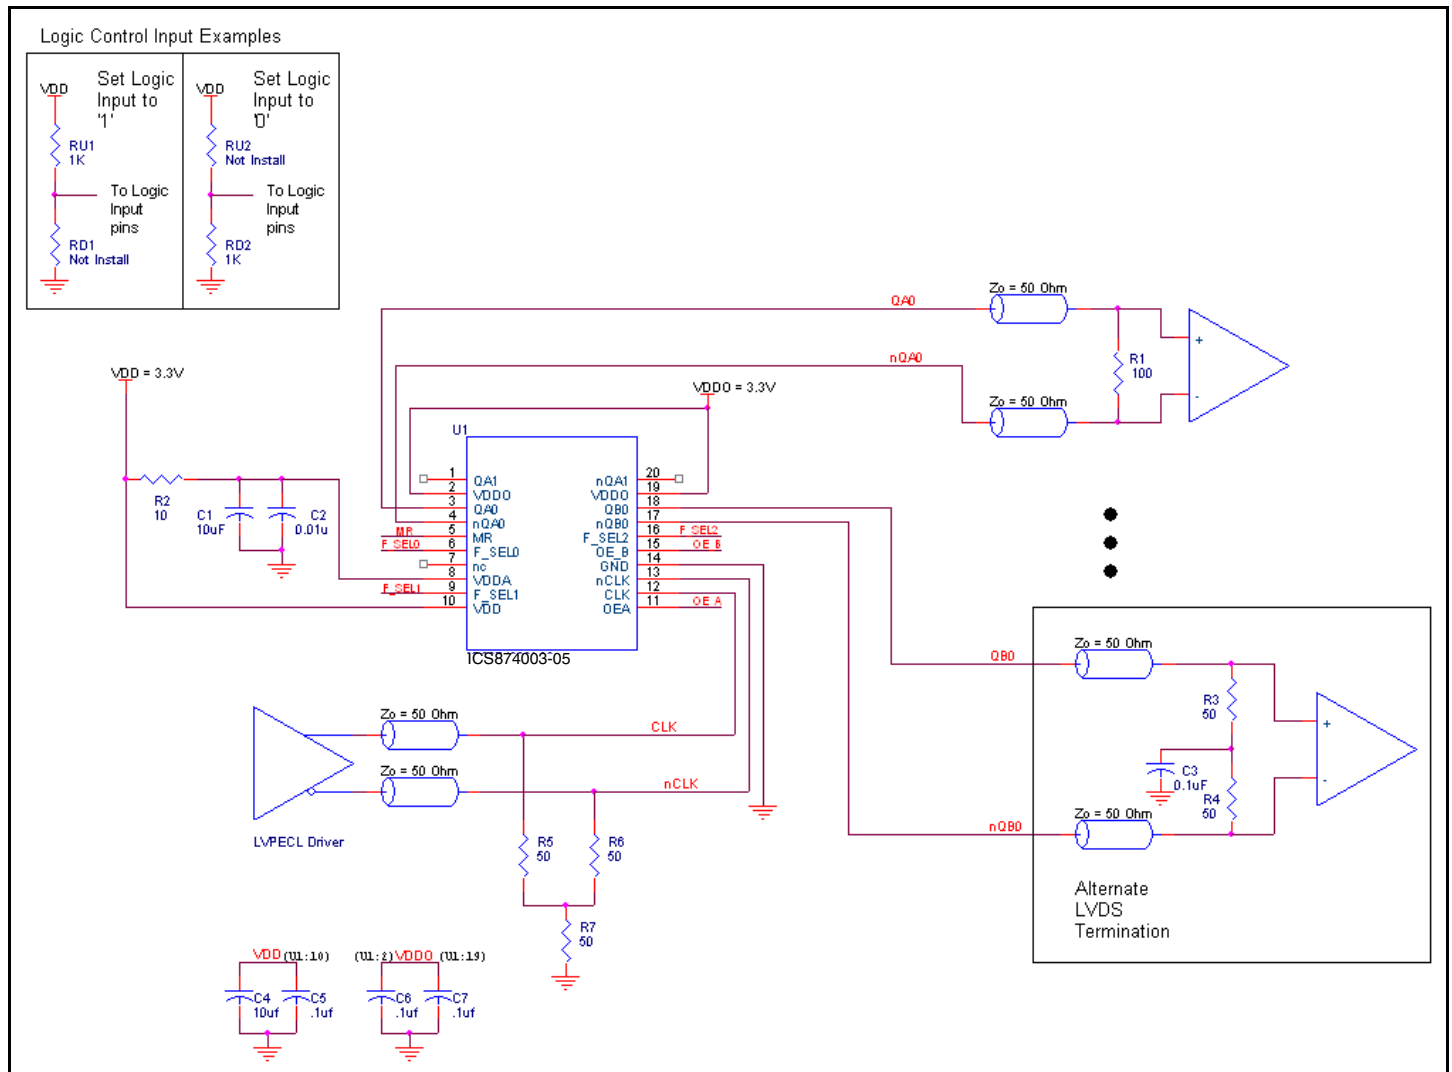 Logic Control Input Examples
VDD
Set Logic
Input to
'1'
RU1
1K
To Logic
Input
pins
RD1
Not Install
VDD
Set Logic
Input to
'0'
RU2
Not Install
To Logic
Input
pins
RD2
1K
QA0
Zo = 50 Ohm
nQA0
Zo = 50 Ohm
R1
100
+
-
VDD = 3.3V
VDDO = 3.3V
R2
10
C1
10uF
C2
0.01u
U1
1 QA1
2 VDDO
3 QA0
4 nQA0
MR 5 MR
F_SEL0 6 F_SEL0
7 nc
8 VDDA
F_SEL1 9 F_SEL1
10 VDD
nQA1 20
VDDO 19
QB0 18
nQB0 17
F_SEL2 16 F_SEL2
OE_B 15 OE_B
GND 14
nCLK 13
CLK 12
OEA 11 OE_A
ICS874003-05
Zo = 50 Ohm
CLK
Zo = 50 Ohm
nCLK
LVPECL Driver
R5
50
R6
50
R7
50
QB0
Zo = 50 Ohm
R3
50
C3
0.1uF
R4
50
nQB0
Zo = 50 Ohm
+
-
Alternate
LVDS
Termination
VDD (U1:10)
C4
10uf
C5
.1uf
(U1:2) VDDO (U1:19)
C6
.1uf
C7
.1uf